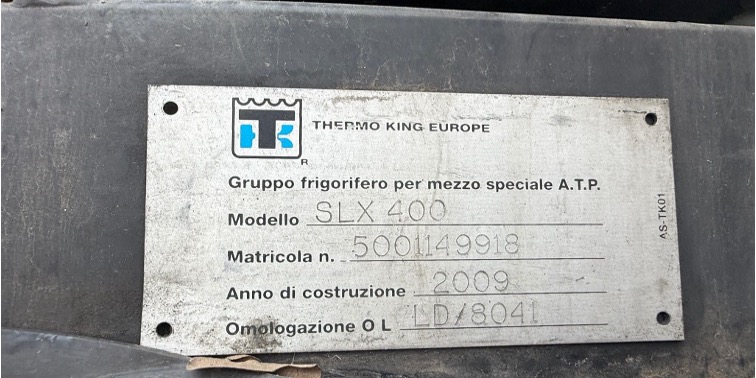 TK
R
THERMO KING EUROPE
Gruppo frigorifero per mezzo speciale A.T.P.
Modello SLX 400
Matricola n. 5001149918
Anno di costruzione 2009
Omologazione O L LD/8041
AS-TK01